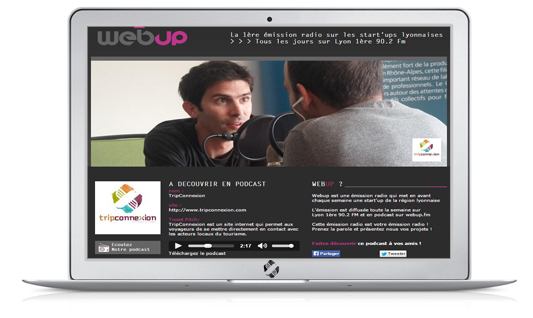 webup
La 1ère émission radio sur les start'ups lyonnaises
> > > Tous les jours sur Lyon 1ère 90.2 Fm
tripconnexion
A DECOUVRIR EN PODCAST
nom :
TripConnexion
site :
http://www.tripconnexion.com
Tweet Pitch:
TripConnexion est un site internet qui permet aux
voyageurs de se mettre directement en contact avec
les acteurs locaux du tourisme.
Ecoutez
Notre podcast
2:17
Télécharger le podcast
WEBUP ?
Webup est une émission radio qui met en avant
chaque semaine une start'up de la région lyonnaise
L'émission est diffusée toute la semaine sur
Lyon 1ère 90.2 FM et en podcast sur webup.fm
Cette émission radio est votre émission radio !
Prenez la parole et présentez nous vos projets !
Faites découvrir ce podcast à vos amis !
Partager
Tweeter